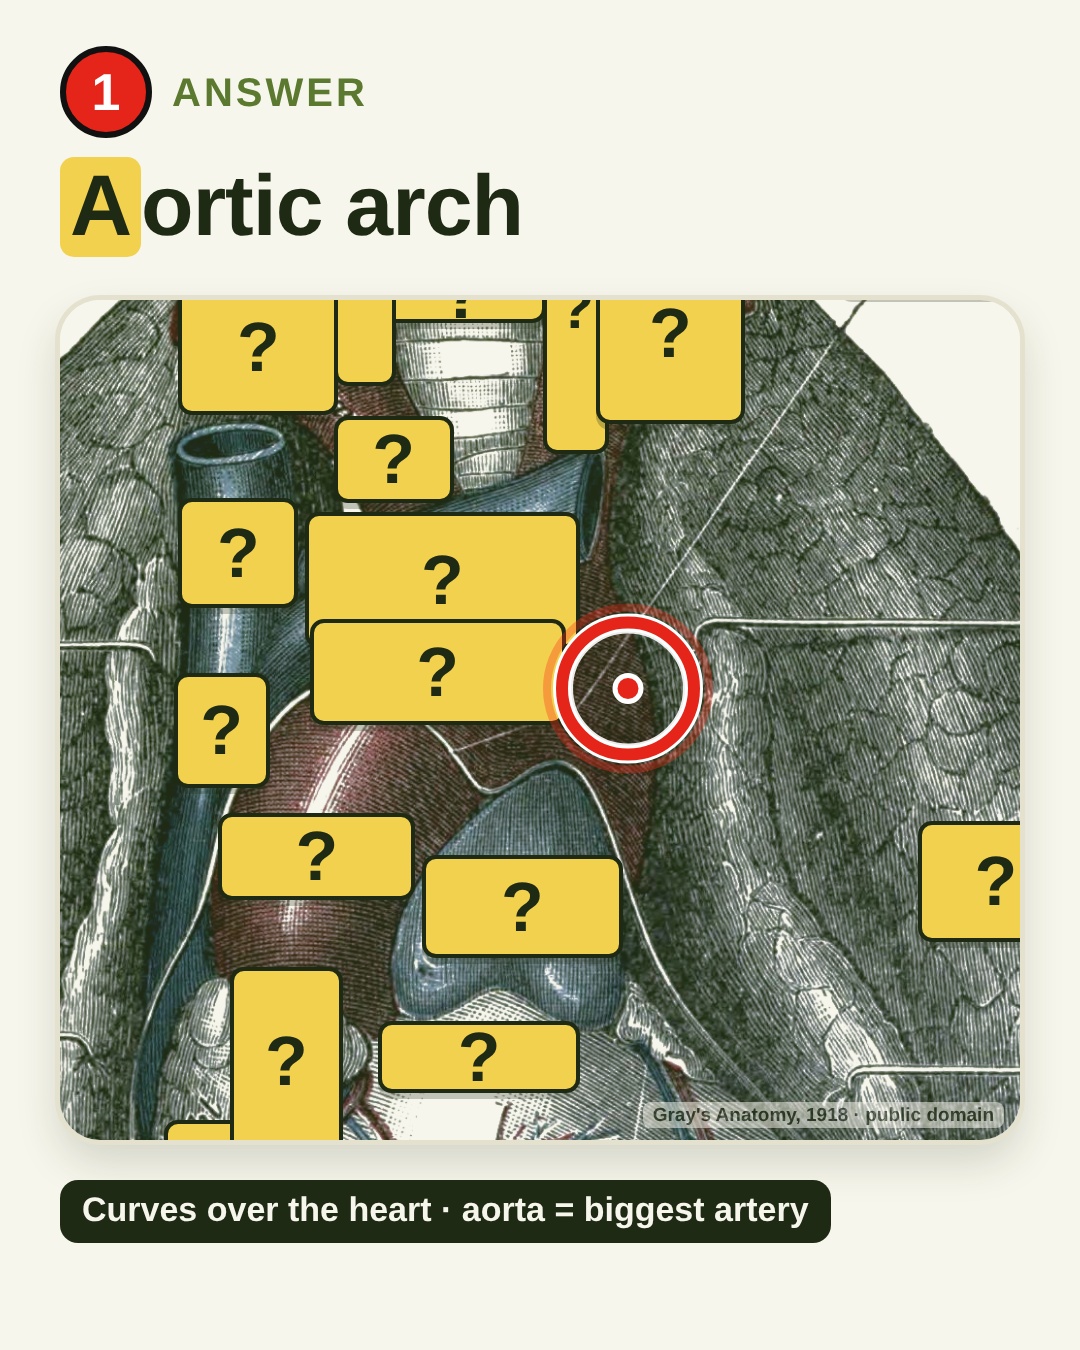 1 ANSWER
Aortic arch
?
? ? ?
?
?
?
?
?
?
?
?
?
?
Gray's Anatomy, 1918 · public domain
Curves over the heart · aorta = biggest artery